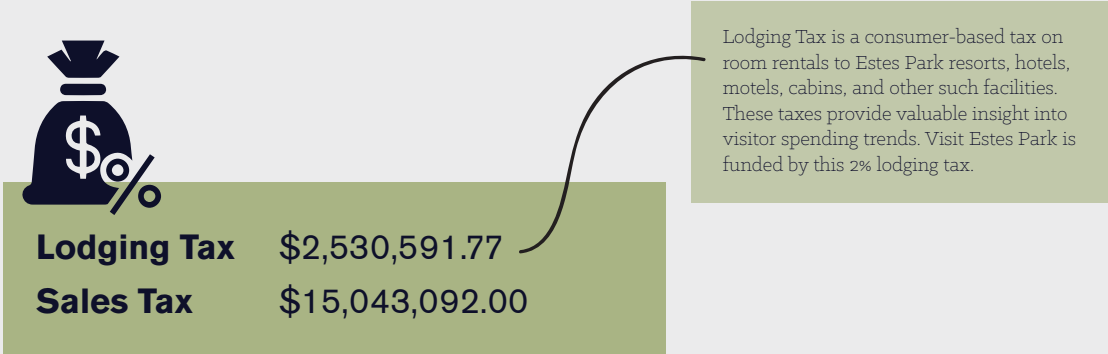 Lodging Tax is a consumer-based tax on
room rentals to Estes Park resorts, hotels,
motels, cabins, and other such facilities.
These taxes provide valuable insight into
visitor spending trends. Visit Estes Park is
funded by this 2% lodging tax.
$%
Lodging Tax $2,530,591.77
Sales Tax $15,043,092.00